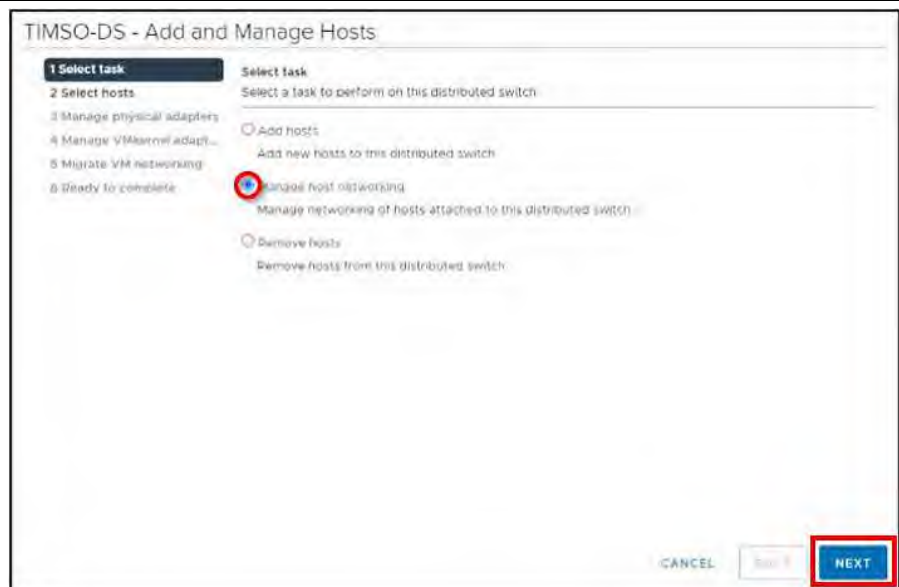 TIMSO-DS - Add and Manage Hosts
1 Select task
2 Select hosts
3 Manage physical adapters
4 Manage VMkernel adapt...
5 Migrate VM networking
6 Ready to complete
Select task
Select a task to perform on this distributed switch
Add hosts
Add new hosts to this distributed switch
Manage host networking
Manage networking of hosts attached to this distributed switch
Remove hosts
Remove hosts from this distributed switch
CANCEL
NEXT